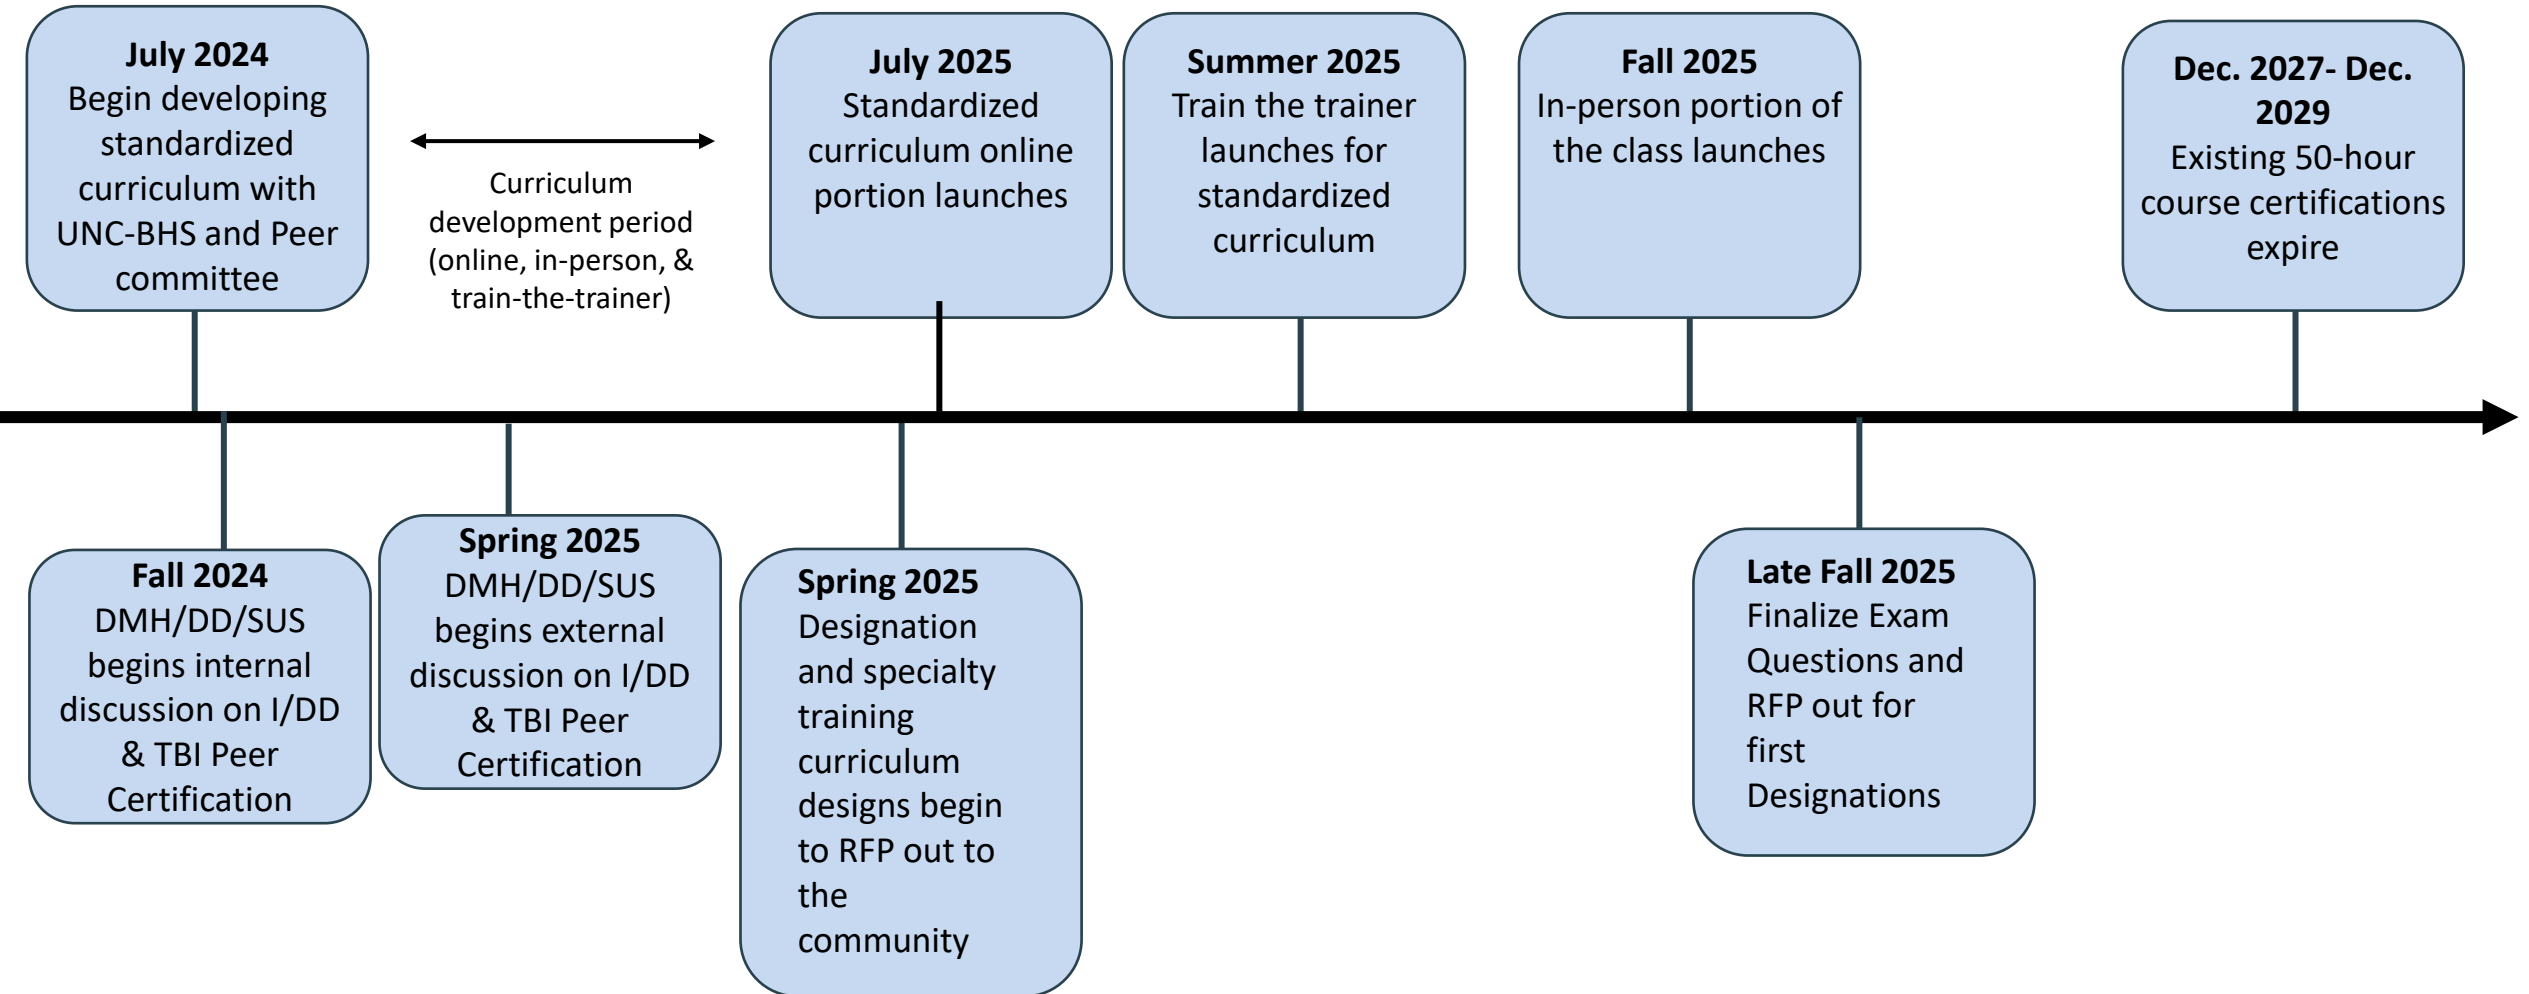 July 2024
Begin developing
standardized
curriculum with
UNC-BHS and Peer
committee
Curriculum
development period
(online, in-person, &
train-the-trainer)
July 2025
Standardized
curriculum online
portion launches
Summer 2025
Train the trainer
launches for
standardized
curriculum
Fall 2025
In-person portion of
the class launches
Dec. 2027- Dec.
2029
Existing 50-hour
course certifications
expire
Fall 2024
DMH/DD/SUS
begins internal
discussion on I/DD
& TBI Peer
Certification
Spring 2025
DMH/DD/SUS
begins external
discussion on I/DD
& TBI Peer
Certification
Spring 2025
Designation
and specialty
training
curriculum
designs begin
to RFP out to
the
community
Late Fall 2025
Finalize Exam
Questions and
RFP out for
first
Designations